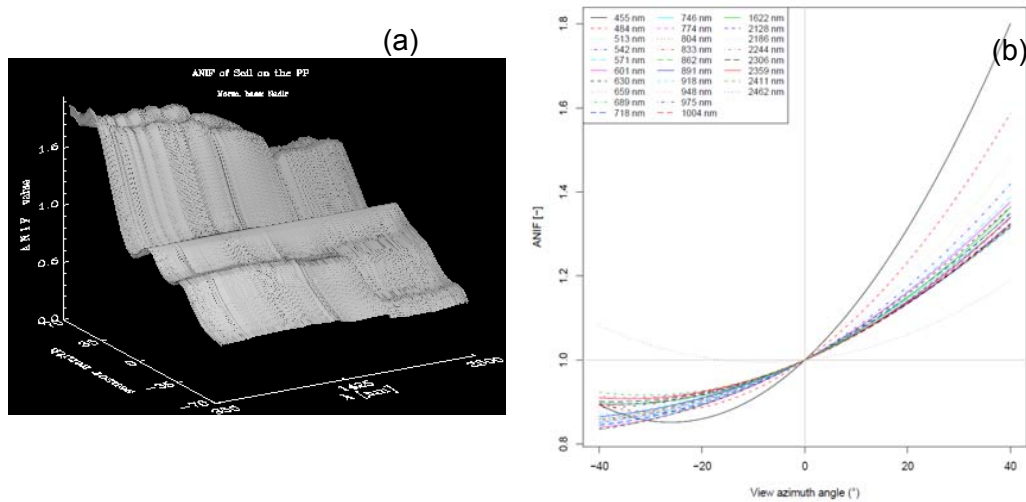 (a)
ANIF of Soil on the PP
ANIF value
1.6
1.0
0.6
0.0
70
35
0
-35
-70
350
1425
λ [nm]
(b)
455 nm 746 nm 1622 nm
484 nm 774 nm 2128 nm
513 nm 804 nm 2186 nm
542 nm 833 nm 2244 nm
571 nm 862 nm 2306 nm
601 nm 891 nm 2359 nm
630 nm 918 nm 2411 nm
659 nm 948 nm 2462 nm
689 nm 975 nm
718 nm 1004 nm
ANIF [-]
1.8
1.6
1.4
1.2
1.0
0.8
-40 -20 0 20 40
View azimuth angle (°)